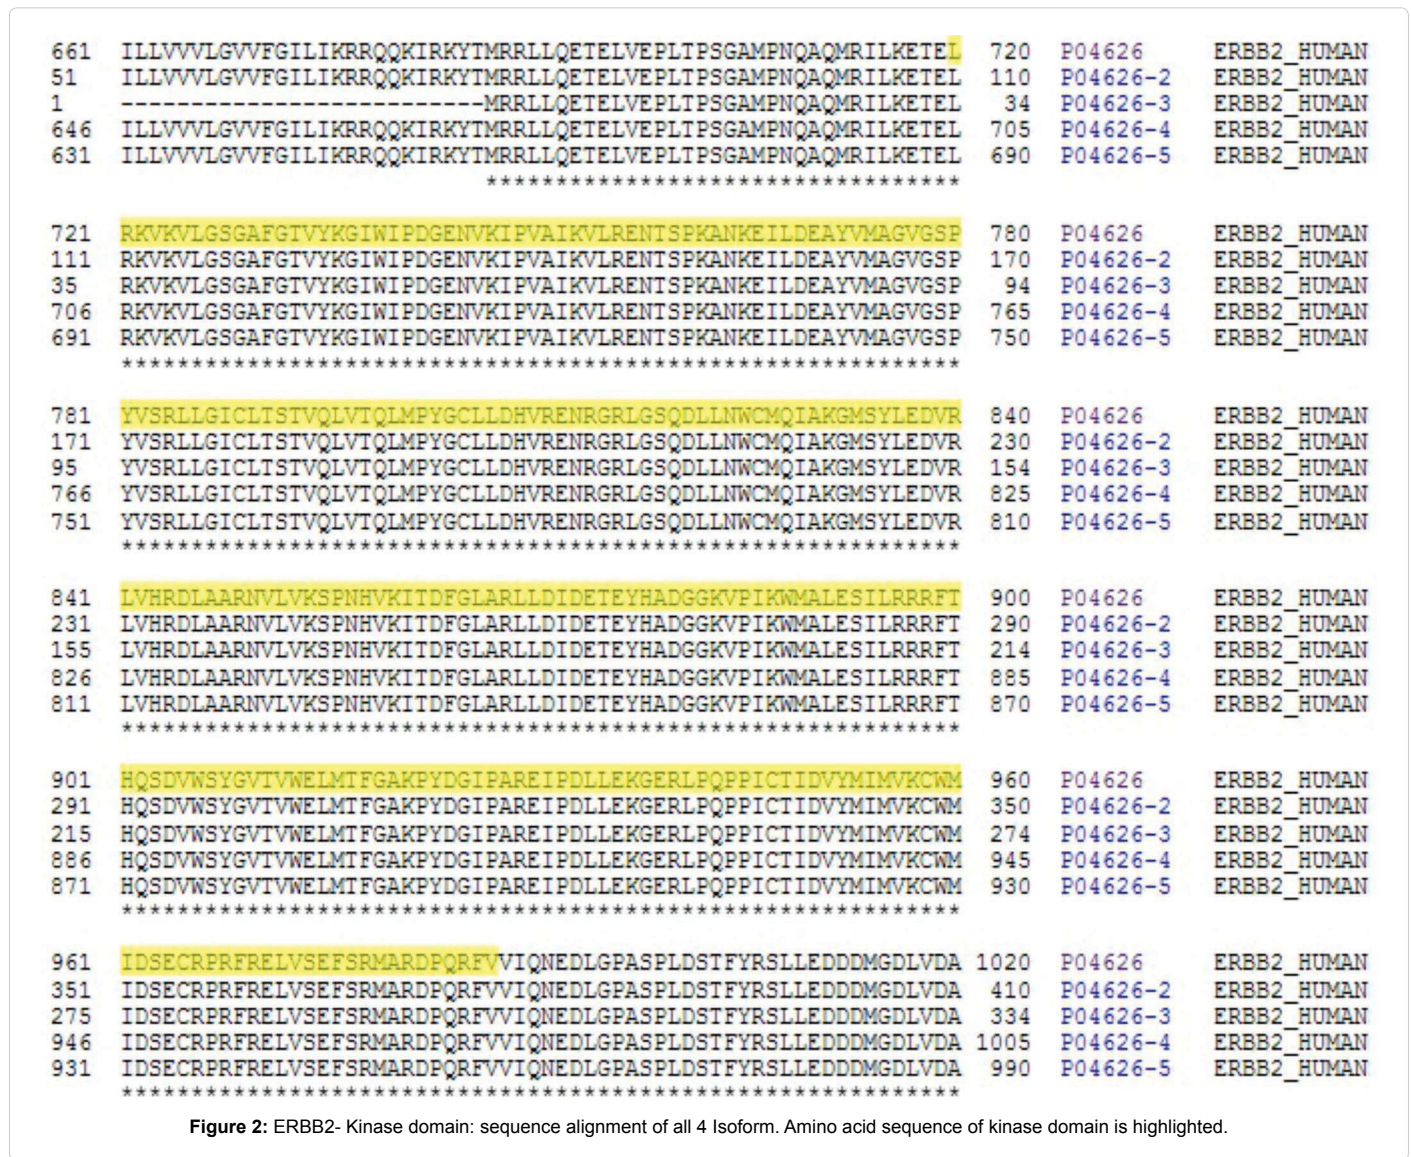 661 ILLVVVLGVVFGILIKRRQQKIRKYTMRRLLQETELVEPLTPSGAMPNQAQMRILKETEL 720 P04626 ERBB2_HUMAN
51 ILLVVVLGVVFGILIKRRQQKIRKYTMRRLLQETELVEPLTPSGAMPNQAQMRILKETEL 110 P04626-2 ERBB2_HUMAN
1 --------------------------MRRLLQETELVEPLTPSGAMPNQAQMRILKETEL 34 P04626-3 ERBB2_HUMAN
646 ILLVVVLGVVFGILIKRRQQKIRKYTMRRLLQETELVEPLTPSGAMPNQAQMRILKETEL 705 P04626-4 ERBB2_HUMAN
631 ILLVVVLGVVFGILIKRRQQKIRKYTMRRLLQETELVEPLTPSGAMPNQAQMRILKETEL 690 P04626-5 ERBB2_HUMAN
**********************************
721 RKVKVLGSGAFGTVYKGIWIPDGENVKIPVAIKVLRENTSPKANKEILDEAYVMAGVGSP 780 P04626 ERBB2_HUMAN
111 RKVKVLGSGAFGTVYKGIWIPDGENVKIPVAIKVLRENTSPKANKEILDEAYVMAGVGSP 170 P04626-2 ERBB2_HUMAN
35 RKVKVLGSGAFGTVYKGIWIPDGENVKIPVAIKVLRENTSPKANKEILDEAYVMAGVGSP 94 P04626-3 ERBB2_HUMAN
706 RKVKVLGSGAFGTVYKGIWIPDGENVKIPVAIKVLRENTSPKANKEILDEAYVMAGVGSP 765 P04626-4 ERBB2_HUMAN
691 RKVKVLGSGAFGTVYKGIWIPDGENVKIPVAIKVLRENTSPKANKEILDEAYVMAGVGSP 750 P04626-5 ERBB2_HUMAN
************************************************************
781 YVSRLLGICLTSTVQLVTQLMPYGCLLDHVRENRGRLGSQDLLNWCMQIAKGMSYLEDVR 840 P04626 ERBB2_HUMAN
171 YVSRLLGICLTSTVQLVTQLMPYGCLLDHVRENRGRLGSQDLLNWCMQIAKGMSYLEDVR 230 P04626-2 ERBB2_HUMAN
95 YVSRLLGICLTSTVQLVTQLMPYGCLLDHVRENRGRLGSQDLLNWCMQIAKGMSYLEDVR 154 P04626-3 ERBB2_HUMAN
766 YVSRLLGICLTSTVQLVTQLMPYGCLLDHVRENRGRLGSQDLLNWCMQIAKGMSYLEDVR 825 P04626-4 ERBB2_HUMAN
751 YVSRLLGICLTSTVQLVTQLMPYGCLLDHVRENRGRLGSQDLLNWCMQIAKGMSYLEDVR 810 P04626-5 ERBB2_HUMAN
************************************************************
841 LVHRDLAARNVLVKSPNHVKITDFGLARLLDIDETEYHADGGKVPIKWMALESILRRRFT 900 P04626 ERBB2_HUMAN
231 LVHRDLAARNVLVKSPNHVKITDFGLARLLDIDETEYHADGGKVPIKWMALESILRRRFT 290 P04626-2 ERBB2_HUMAN
155 LVHRDLAARNVLVKSPNHVKITDFGLARLLDIDETEYHADGGKVPIKWMALESILRRRFT 214 P04626-3 ERBB2_HUMAN
826 LVHRDLAARNVLVKSPNHVKITDFGLARLLDIDETEYHADGGKVPIKWMALESILRRRFT 885 P04626-4 ERBB2_HUMAN
811 LVHRDLAARNVLVKSPNHVKITDFGLARLLDIDETEYHADGGKVPIKWMALESILRRRFT 870 P04626-5 ERBB2_HUMAN
************************************************************
901 HQSDVWSYGVTVWELMTFGAKPYDGIPAREIPDLLEKGERLPQPPICTIDVYMIMVKCWM 960 P04626 ERBB2_HUMAN
291 HQSDVWSYGVTVWELMTFGAKPYDGIPAREIPDLLEKGERLPQPPICTIDVYMIMVKCWM 350 P04626-2 ERBB2_HUMAN
215 HQSDVWSYGVTVWELMTFGAKPYDGIPAREIPDLLEKGERLPQPPICTIDVYMIMVKCWM 274 P04626-3 ERBB2_HUMAN
886 HQSDVWSYGVTVWELMTFGAKPYDGIPAREIPDLLEKGERLPQPPICTIDVYMIMVKCWM 945 P04626-4 ERBB2_HUMAN
871 HQSDVWSYGVTVWELMTFGAKPYDGIPAREIPDLLEKGERLPQPPICTIDVYMIMVKCWM 930 P04626-5 ERBB2_HUMAN
************************************************************
961 IDSECRPRFRELVSEFSRMARDPQRFVVIQNEDLGPASPLDSTFYRSLLEDDDMGDLVDA 1020 P04626 ERBB2_HUMAN
351 IDSECRPRFRELVSEFSRMARDPQRFVVIQNEDLGPASPLDSTFYRSLLEDDDMGDLVDA 410 P04626-2 ERBB2_HUMAN
275 IDSECRPRFRELVSEFSRMARDPQRFVVIQNEDLGPASPLDSTFYRSLLEDDDMGDLVDA 334 P04626-3 ERBB2_HUMAN
946 IDSECRPRFRELVSEFSRMARDPQRFVVIQNEDLGPASPLDSTFYRSLLEDDDMGDLVDA 1005 P04626-4 ERBB2_HUMAN
931 IDSECRPRFRELVSEFSRMARDPQRFVVIQNEDLGPASPLDSTFYRSLLEDDDMGDLVDA 990 P04626-5 ERBB2_HUMAN
************************************************************
Figure 2: ERBB2- Kinase domain: sequence alignment of all 4 Isoform. Amino acid sequence of kinase domain is highlighted.